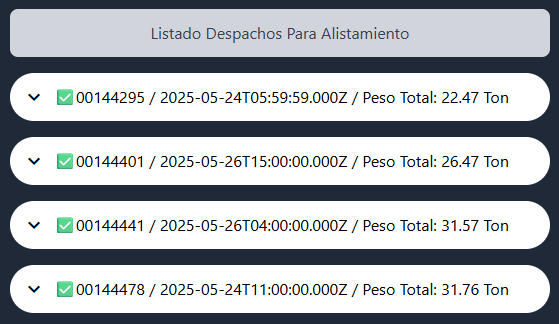 Listado Despachos Para Alistamiento
✅ 00144295 / 2025-05-24T05:59:59.000Z / Peso Total: 22.47 Ton
✅ 00144401 / 2025-05-26T15:00:00.000Z / Peso Total: 26.47 Ton
✅ 00144441 / 2025-05-26T04:00:00.000Z / Peso Total: 31.57 Ton
✅ 00144478 / 2025-05-24T11:00:00.000Z / Peso Total: 31.76 Ton